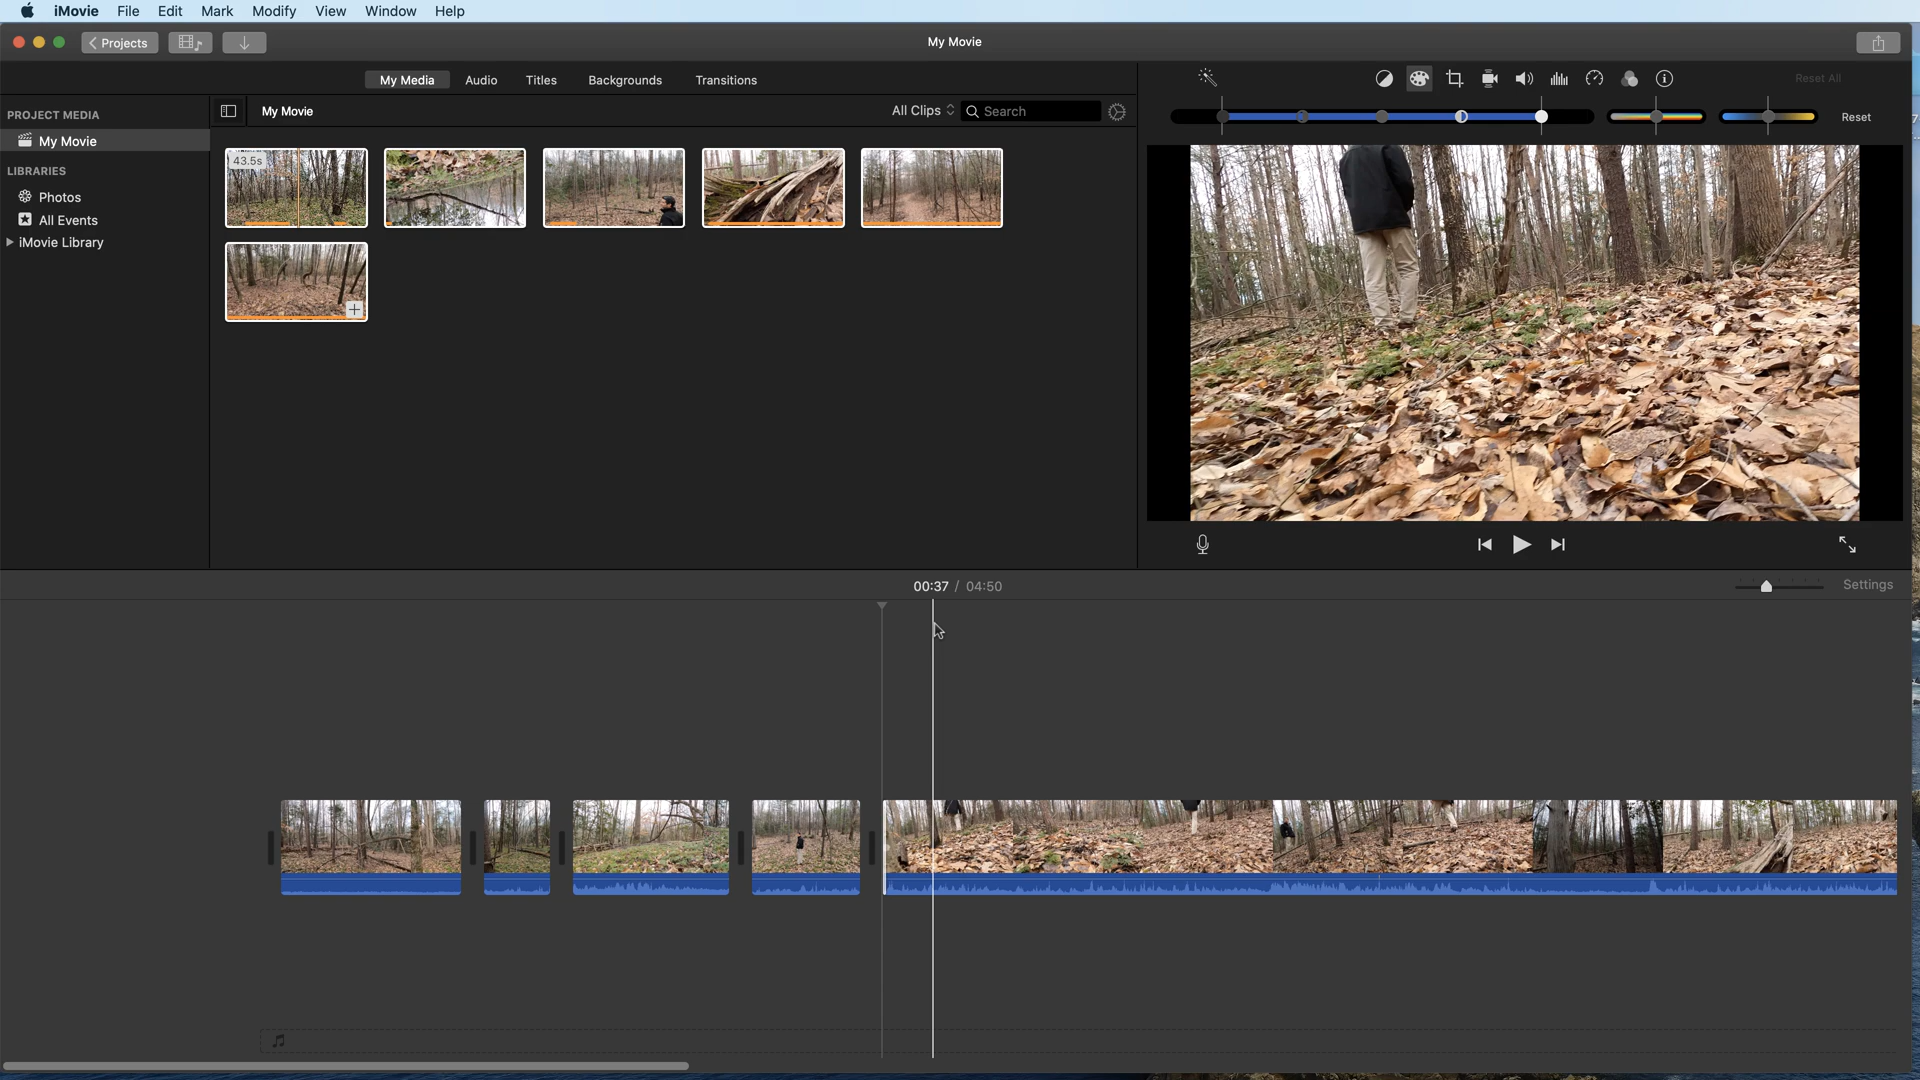 iMovie File Edit Mark Modify View Window Help
Projects
My Movie
My Media Audio Titles Backgrounds Transitions
Reset All
PROJECT MEDIA
My Movie
All Clips
Search
Reset
My Movie
43.5s
LIBRARIES
Photos
All Events
iMovie Library
00:37 / 04:50
Settings